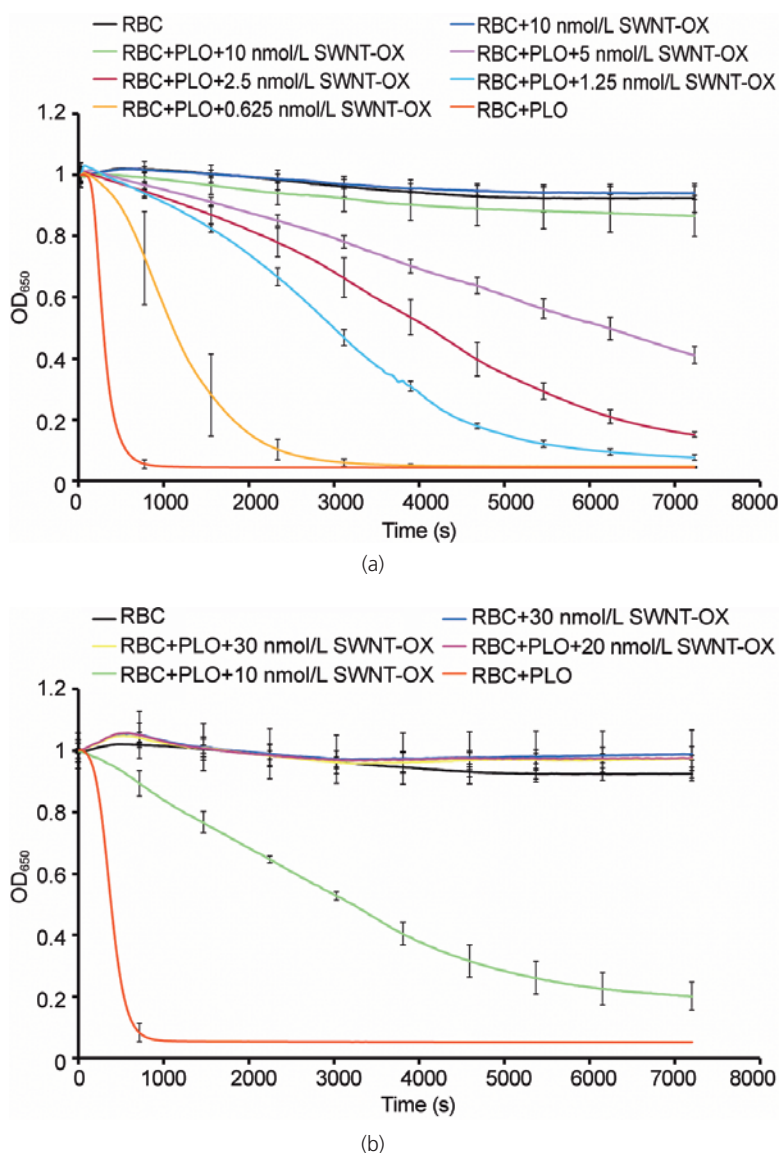 RBC RBC+10 nmol/L SWNT-OX
RBC+PLO+10 nmol/L SWNT-OX RBC+PLO+5 nmol/L SWNT-OX
RBC+PLO+2.5 nmol/L SWNT-OX RBC+PLO+1.25 nmol/L SWNT-OX
RBC+PLO+0.625 nmol/L SWNT-OX RBC+PLO
1.2
1
0.8
0.6
0.4
0.2
0
OD650
0 1000 2000 3000 4000 5000 6000 7000 8000
Time (s)
(a)
RBC RBC+30 nmol/L SWNT-OX
RBC+PLO+30 nmol/L SWNT-OX RBC+PLO+20 nmol/L SWNT-OX
RBC+PLO+10 nmol/L SWNT-OX RBC+PLO
1.2
1
0.8
0.6
0.4
0.2
0
OD650
0 1000 2000 3000 4000 5000 6000 7000 8000
Time (s)
(b)